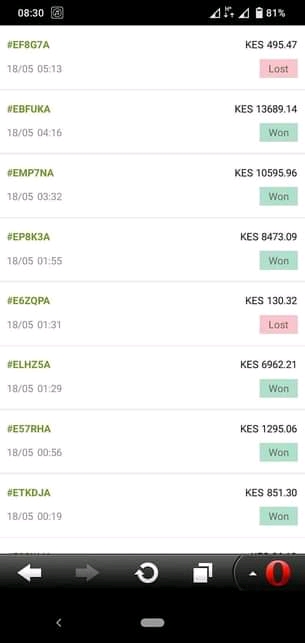 08:30 81%
#EF8G7A KES 495.47
18/05 05:13 Lost
#EBFUKA KES 13689.14
18/05 04:16 Won
#EMP7NA KES 10595.96
18/05 03:32 Won
#EP8K3A KES 8473.09
18/05 01:55 Won
#E6ZQPA KES 130.32
18/05 01:31 Lost
#ELHZ5A KES 6962.21
18/05 01:29 Won
#E57RHA KES 1295.06
18/05 00:56 Won
#ETKDJA KES 851.30
18/05 00:19 Won